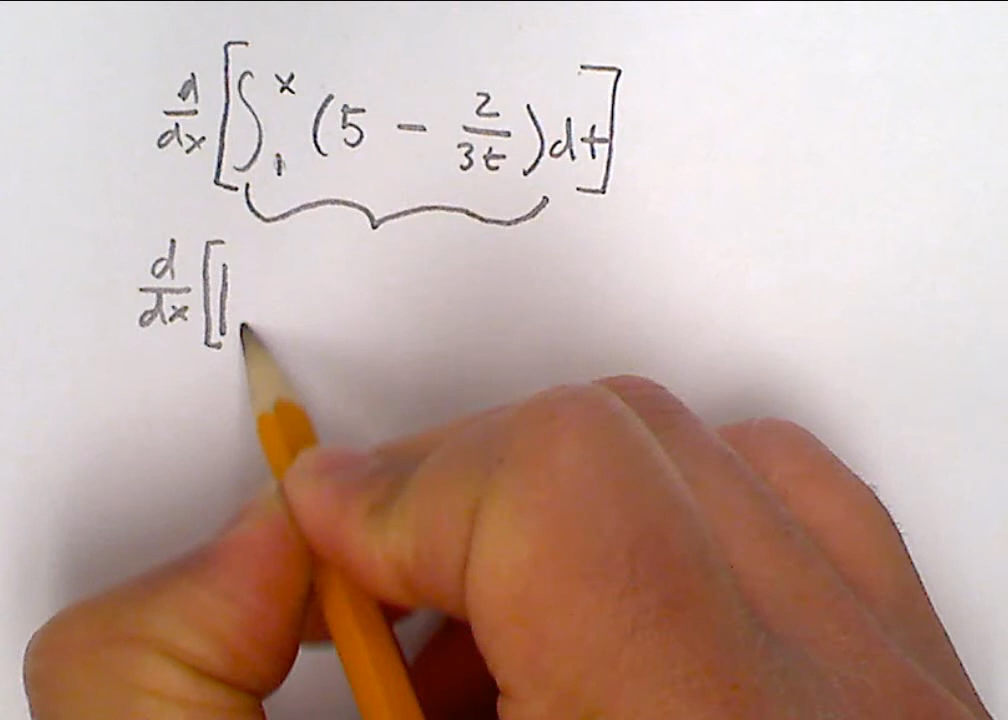 d/dx [∫₁ˣ (5 - 2/3t) dt]
d/dx [|